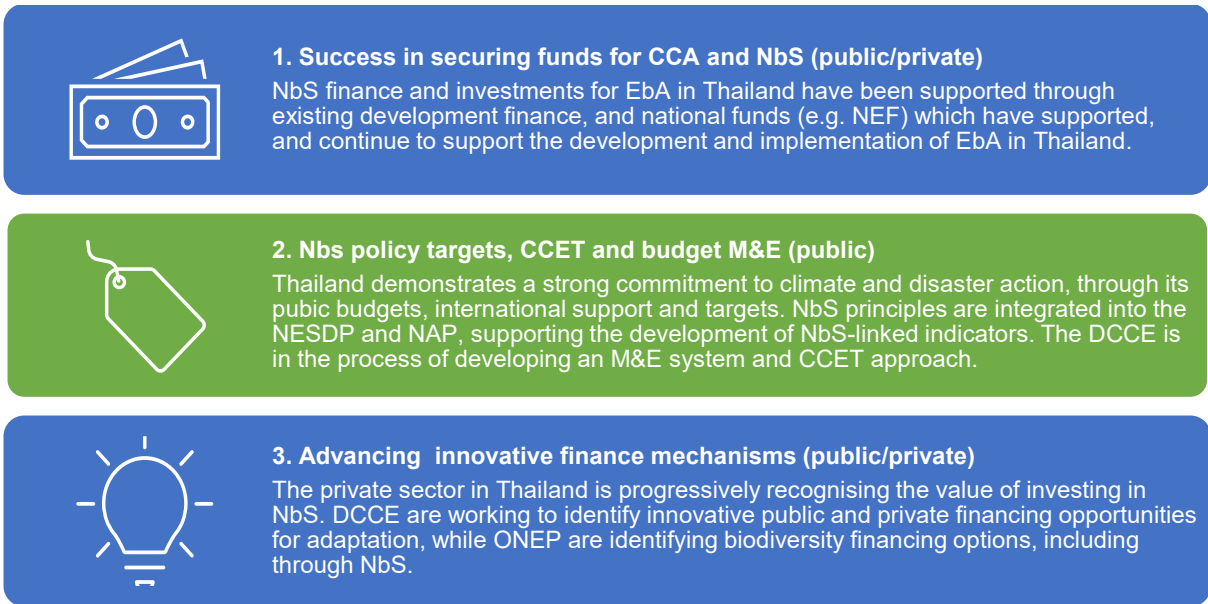 1. Success in securing funds for CCA and NbS (public/private)
NbS finance and investments for EbA in Thailand have been supported through
existing development finance, and national funds (e.g. NEF) which have supported,
and continue to support the development and implementation of EbA in Thailand.
2. Nbs policy targets, CCET and budget M&E (public)
Thailand demonstrates a strong commitment to climate and disaster action, through its
pubic budgets, international support and targets. NbS principles are integrated into the
NESDP and NAP, supporting the development of NbS-linked indicators. The DCCE is
in the process of developing an M&E system and CCET approach.
3. Advancing  innovative finance mechanisms (public/private)
The private sector in Thailand is progressively recognising the value of investing in
NbS. DCCE are working to identify innovative public and private financing opportunities
for adaptation, while ONEP are identifying biodiversity financing options, including
through NbS.